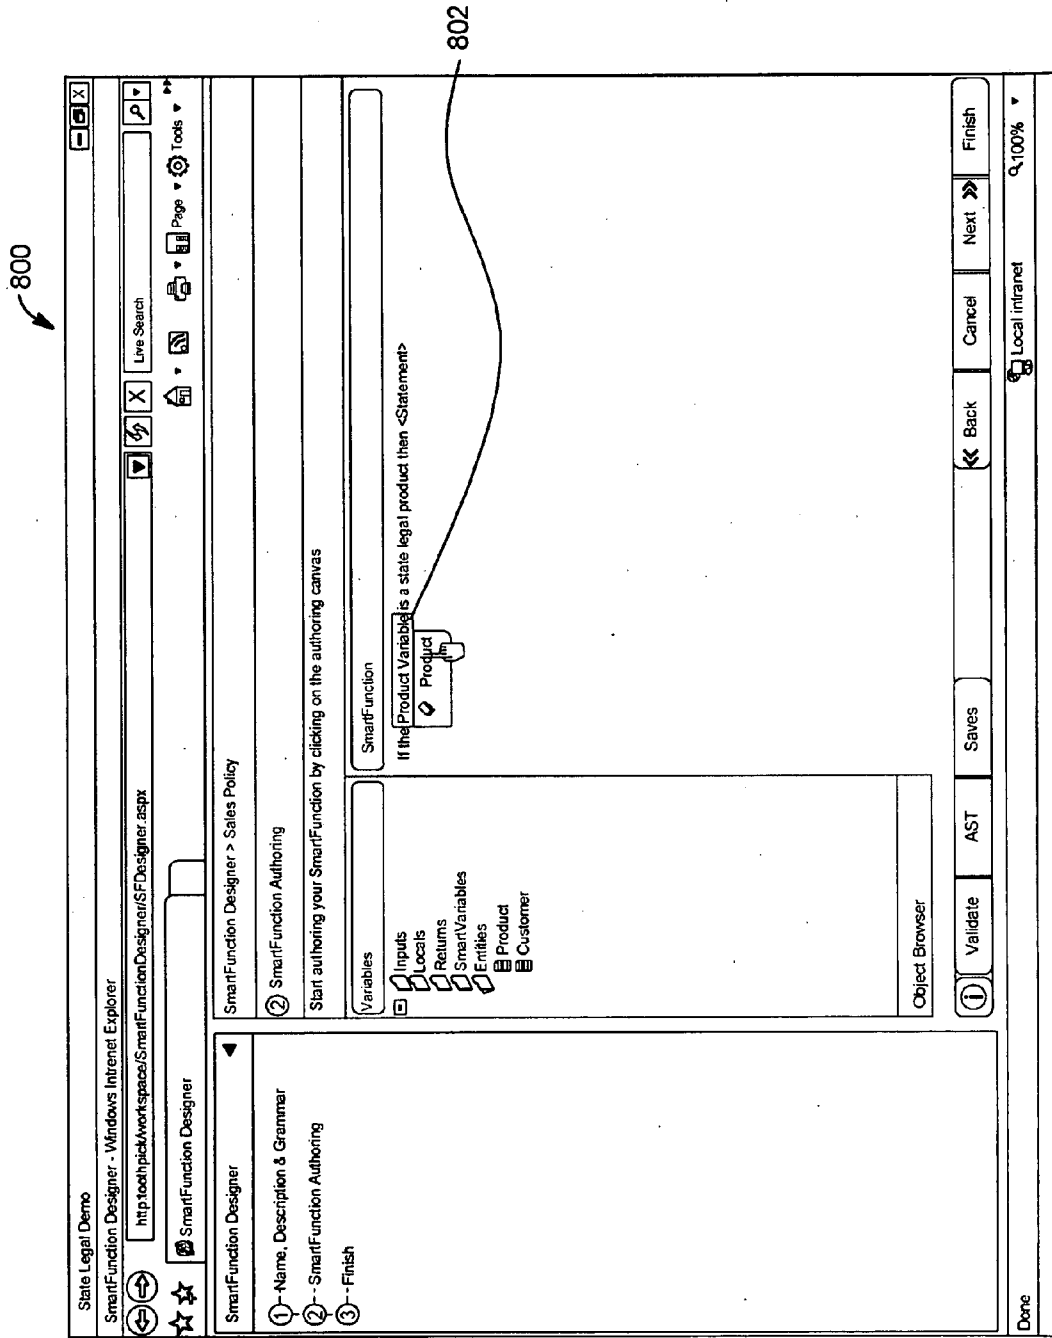 800
State Legal Demo
SmartFunction Designer - Windows Intrenet Explorer
http:toothpick/workspace/SmartFunctionDesigner/SFDesigner.aspx
Live Search
SmartFunction Designer
Page
Tools
SmartFunction Designer
1 Name, Description & Grammar
2 SmartFunction Authoring
3 Finish
SmartFunction Designer > Sales Policy
2 SmartFunction Authoring
Start authoring your SmartFunction by clicking on the authoring canvas
Variables
Inputs
Locals
Returns
SmartVariables
Entities
Product
Customer
Object Browser
SmartFunction
If the Product Variable is a state legal product then <Statement>
Product
802
i Validate AST Saves Back Cancel Next Finish
Done
Local intranet
100%